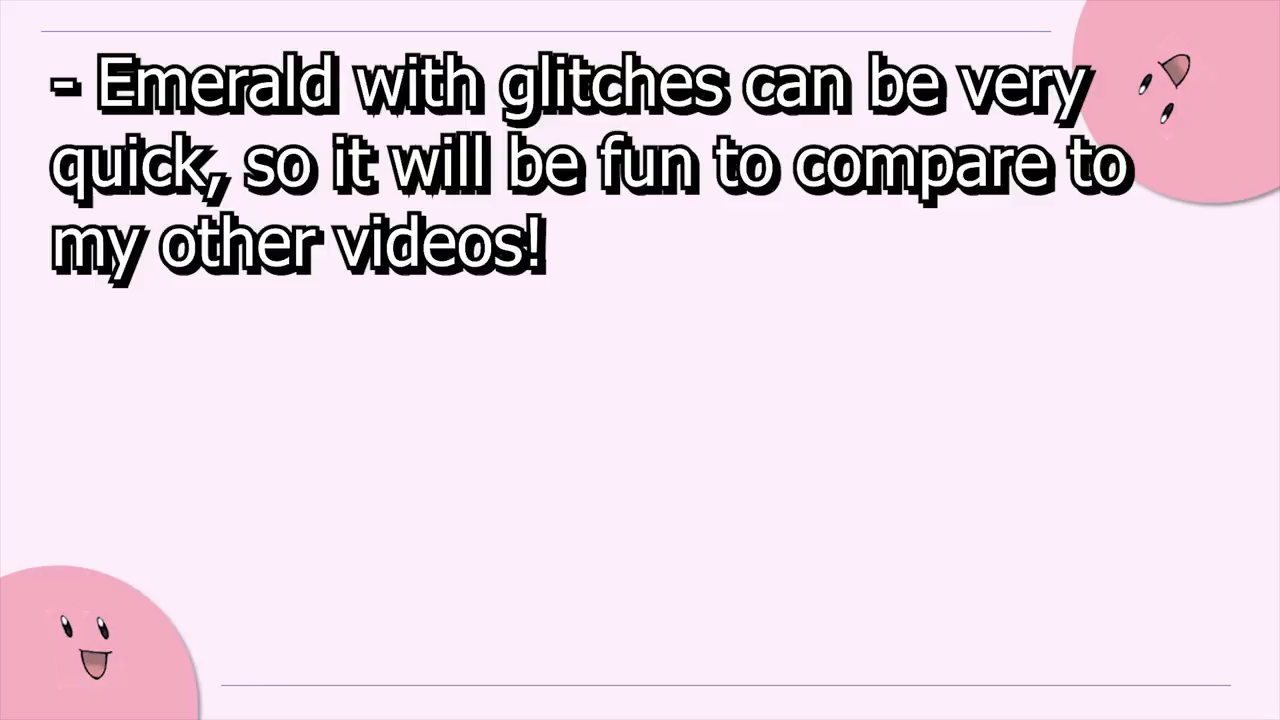 - Emerald with glitches can be very
quick, so it will be fun to compare to
my other videos!